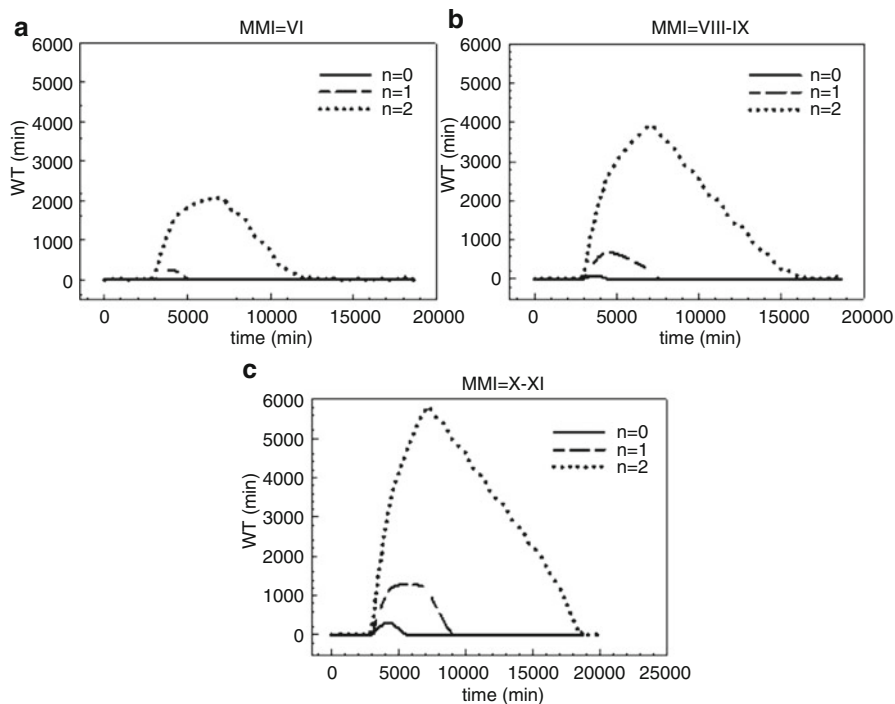 a
MMI=VI
6000
5000
4000
3000
2000
1000
0
WT (min)
n=0
n=1
n=2
0 5000 10000 15000 20000
time (min)
b
MMI=VIII-IX
6000
5000
4000
3000
2000
1000
0
WT (min)
n=0
n=1
n=2
0 5000 10000 15000 20000
time (min)
c
MMI=X-XI
6000
5000
4000
3000
2000
1000
0
WT (min)
n=0
n=1
n=2
0 5000 10000 15000 20000 25000
time (min)